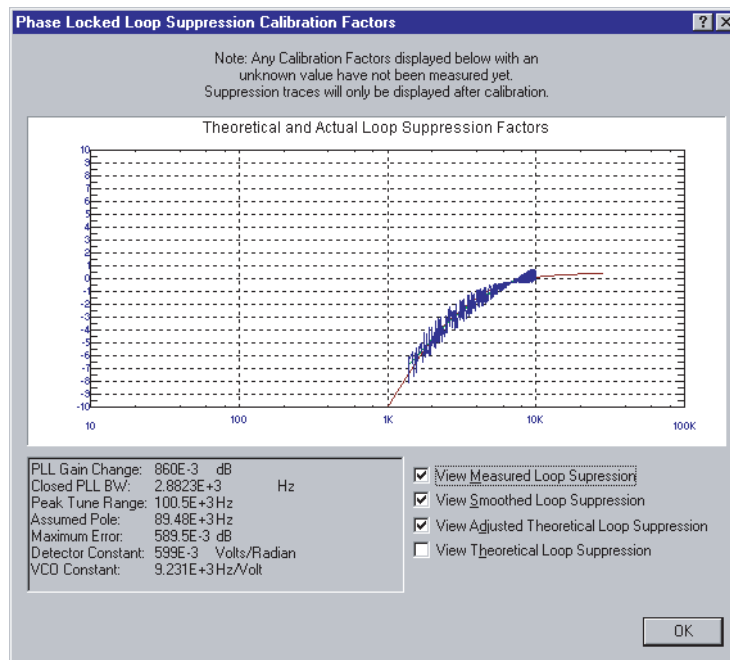 Phase Locked Loop Suppression Calibration Factors
Note: Any Calibration Factors displayed below with an
unknown value have not been measured yet.
Suppression traces will only be displayed after calibration.
Theoretical and Actual Loop Suppression Factors
10
9
8
7
6
5
4
3
2
1
0
-0
-1
-2
-3
-4
-5
-6
-7
-8
-10
10
100
1K
10K
100K
PLL Gain Change: 860E-3 dB
Closed PLL BW: 2.8823E+3 Hz
Peak Tune Range: 100.5E+3 Hz
Assumed Pole: 89.48E+3 Hz
Maximum Error: 589.5E-3 dB
Detector Constant: 599E-3 Volts/Radian
VCO Constant: 9.231E+3 Hz/Volt
View Measured Loop Supression
View Smoothed Loop Suppression
View Adjusted Theoretical Loop Suppression
View Theoretical Loop Suppression
OK